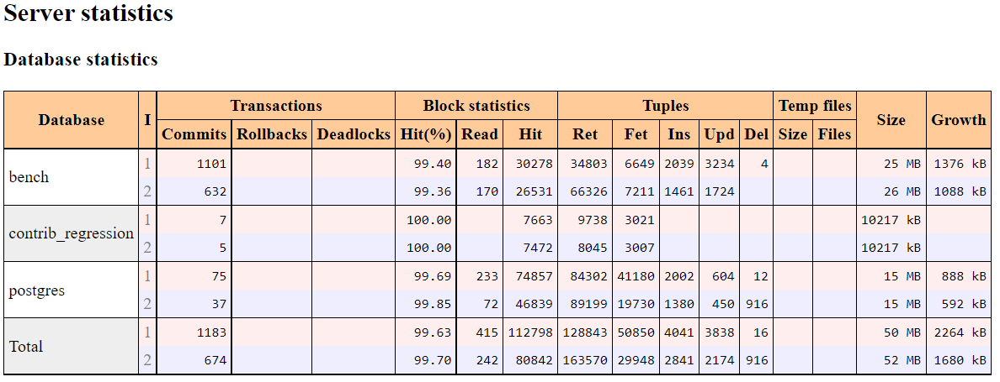 Server statistics
Database statistics
Database I Transactions Block statistics Tuples Temp files Size Growth
Commits Rollbacks Deadlocks Hit(%) Read Hit Ret Fet Ins Upd Del Size Files
bench 1 1101 99.40 182 30278 34803 6649 2039 3234 4 25 MB 1376 kB
2 632 99.36 170 26531 66326 7211 1461 1724 26 MB 1088 kB
contrib_regression 1 7 100.00 7663 9738 3021 10217 kB
2 5 100.00 7472 8045 3007 10217 kB
postgres 1 75 99.69 233 74857 84302 41180 2002 604 12 15 MB 888 kB
2 37 99.85 72 46839 89199 19730 1380 450 916 15 MB 592 kB
Total 1 1183 99.63 415 112798 128843 50850 4041 3838 16 50 MB 2264 kB
2 674 99.70 242 80842 163570 29948 2841 2174 916 52 MB 1680 kB